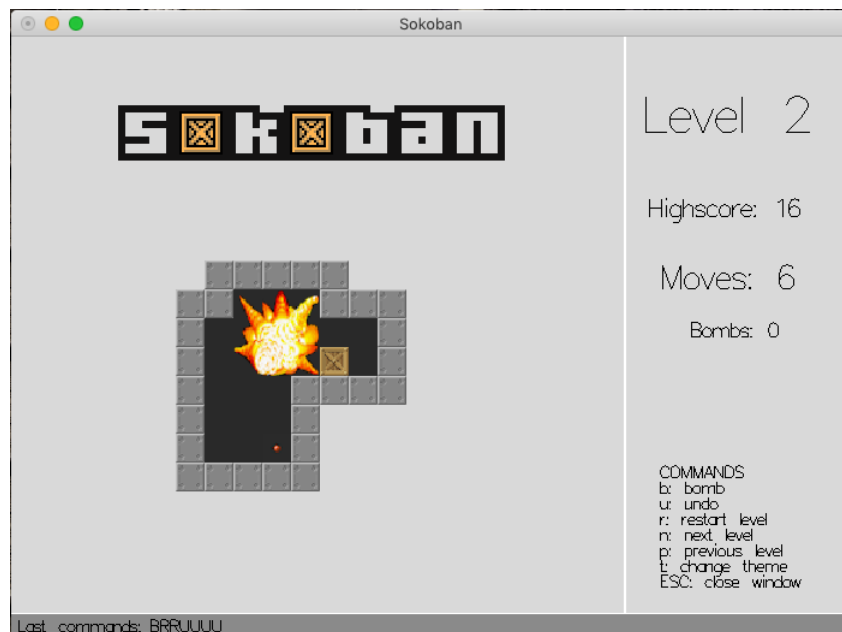 Sokoban
sokoban
Level 2
Highscore: 16
Moves: 6
Bombs: 0
COMMANDS
b: bomb
u: undo
r: restart level
n: next level
p: previous level
t: change theme
ESC: close window
Last commands: BRRUUUU